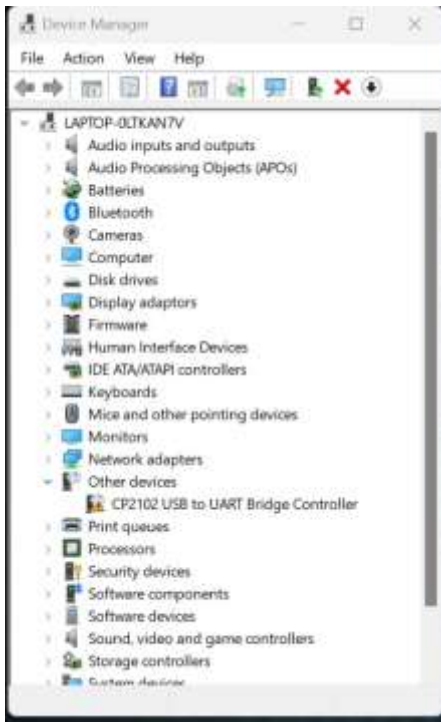 Device Manager
File Action View Help
LAPTOP-0LTKAN7V
Audio inputs and outputs
Audio Processing Objects (APOs)
Batteries
Bluetooth
Cameras
Computer
Disk drives
Display adaptors
Firmware
Human Interface Devices
IDE ATA/ATAPI controllers
Keyboards
Mice and other pointing devices
Monitors
Network adapters
Other devices
CP2102 USB to UART Bridge Controller
Print queues
Processors
Security devices
Software components
Software devices
Sound, video and game controllers
Storage controllers
System devices